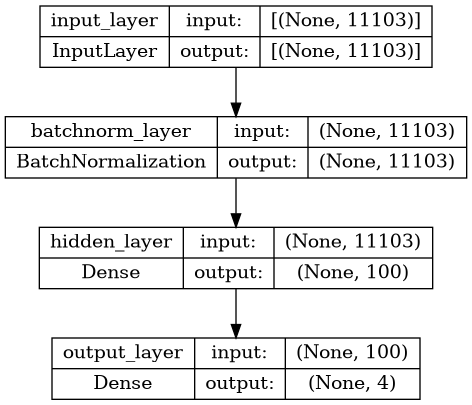 input_layer input: [(None, 11103)]
InputLayer output: [(None, 11103)]
batchnorm_layer input: (None, 11103)
BatchNormalization output: (None, 11103)
hidden_layer input: (None, 11103)
Dense output: (None, 100)
output_layer input: (None, 100)
Dense output: (None, 4)